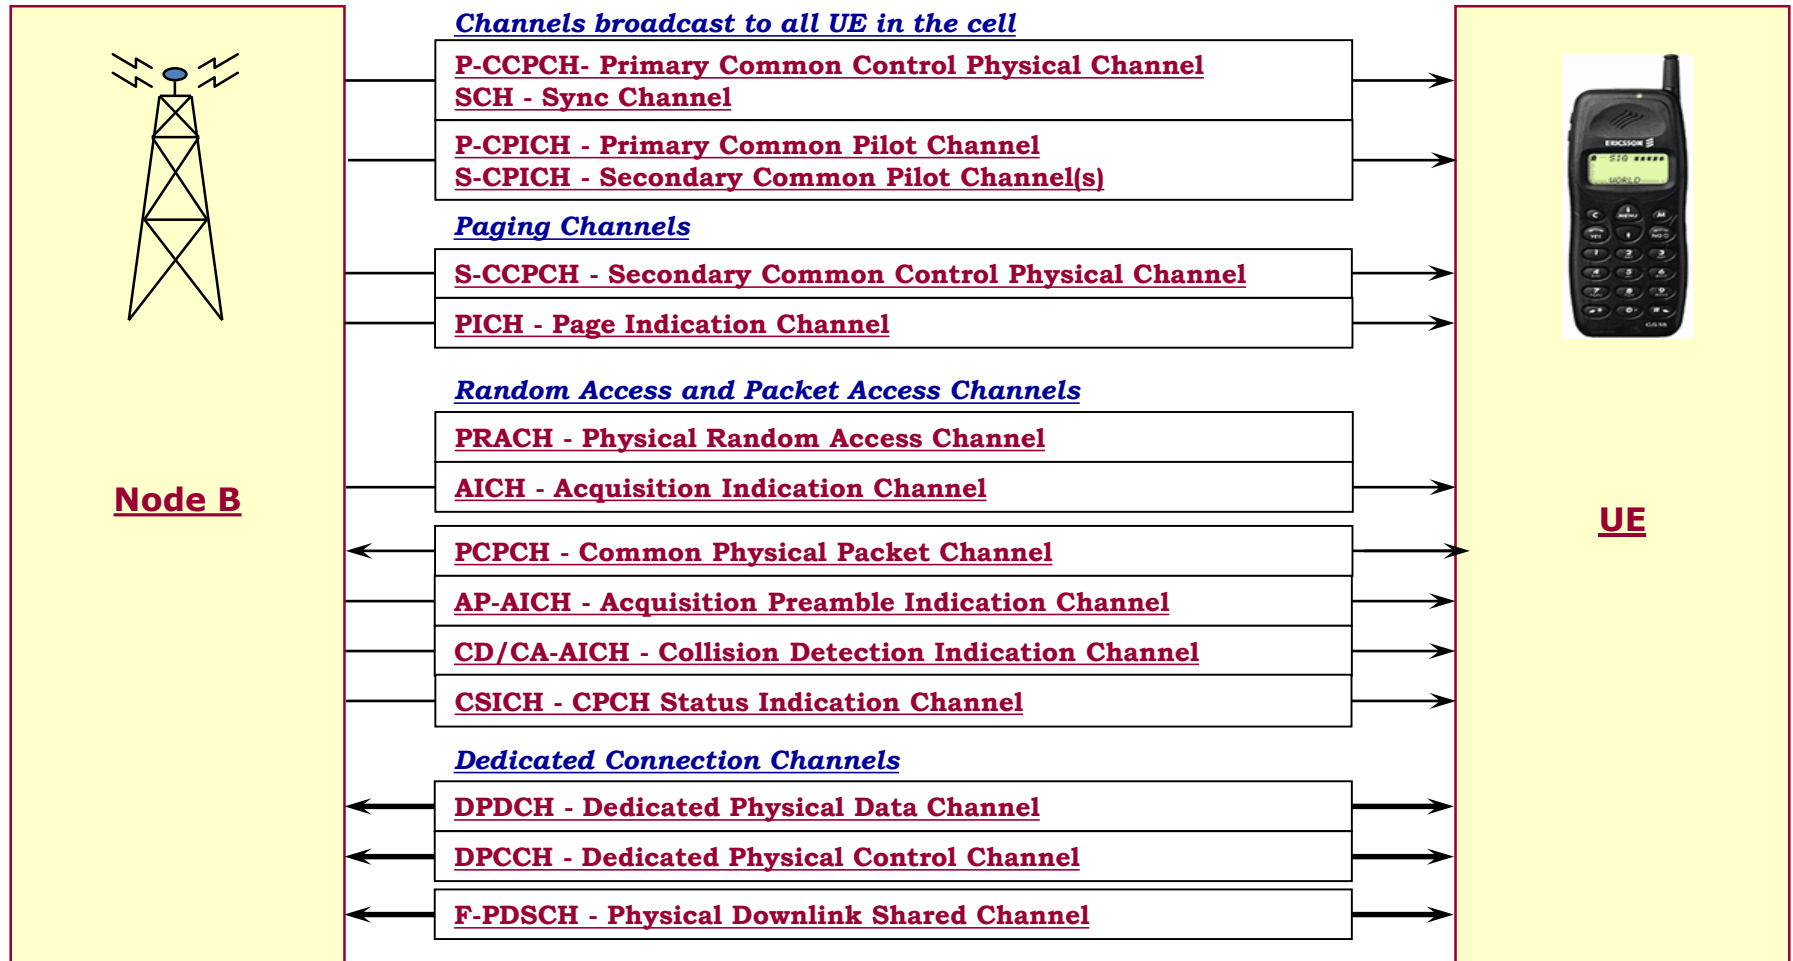 Channels broadcast to all UE in the cell
P-CCPCH- Primary Common Control Physical Channel
SCH - Sync Channel
P-CPICH - Primary Common Pilot Channel
S-CPICH - Secondary Common Pilot Channel(s)
Paging Channels
S-CCPCH - Secondary Common Control Physical Channel
PICH - Page Indication Channel
Random Access and Packet Access Channels
PRACH - Physical Random Access Channel
AICH - Acquisition Indication Channel
PCPCH - Common Physical Packet Channel
AP-AICH - Acquisition Preamble Indication Channel
CD/CA-AICH - Collision Detection Indication Channel
CSICH - CPCH Status Indication Channel
Dedicated Connection Channels
DPDCH - Dedicated Physical Data Channel
DPCCH - Dedicated Physical Control Channel
F-PDSCH - Physical Downlink Shared Channel
Node B
UE
ERICSSON
SIG
WORLD
MENU
YES
NO